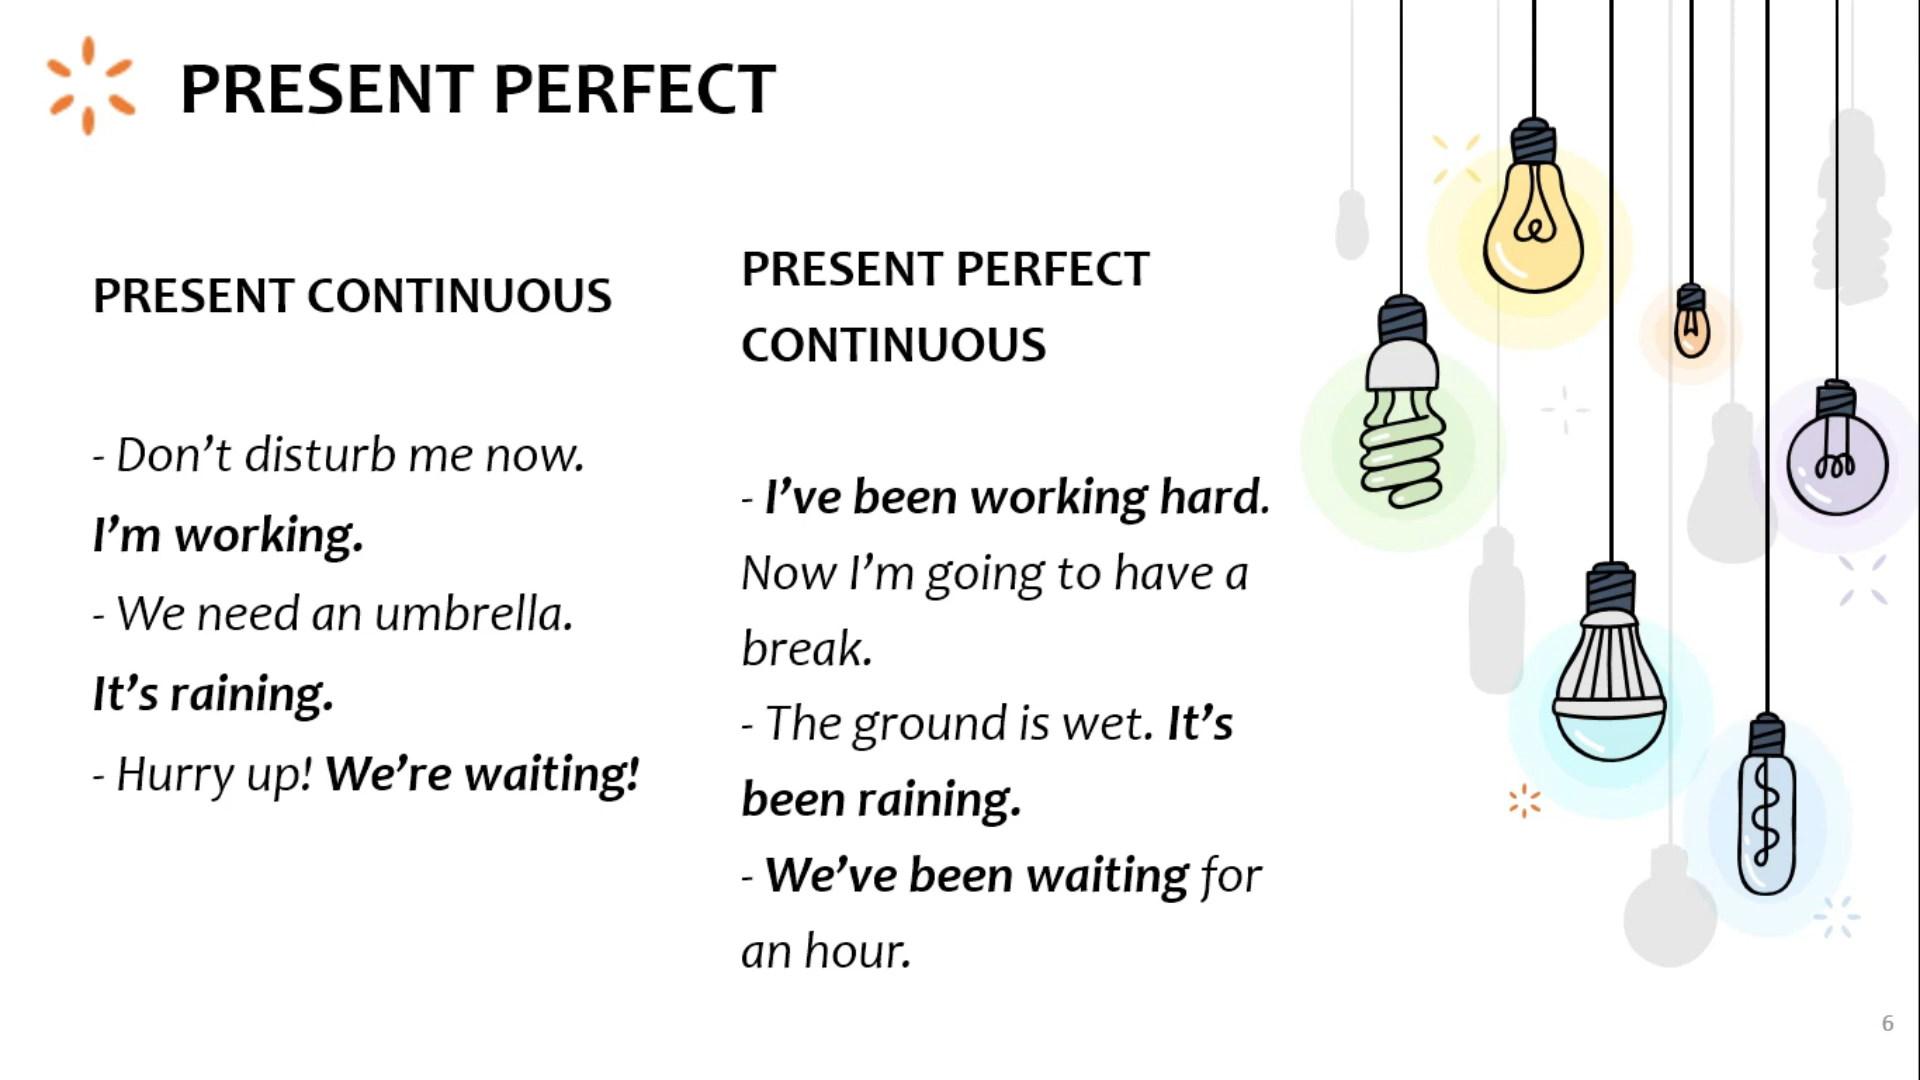 PRESENT PERFECT
PRESENT CONTINUOUS
- Don’t disturb me now.
I’m working.
- We need an umbrella.
It’s raining.
- Hurry up! We’re waiting!
PRESENT PERFECT
CONTINUOUS
- I’ve been working hard.
Now I’m going to have a
break.
- The ground is wet. It’s
been raining.
- We’ve been waiting for
an hour.
6